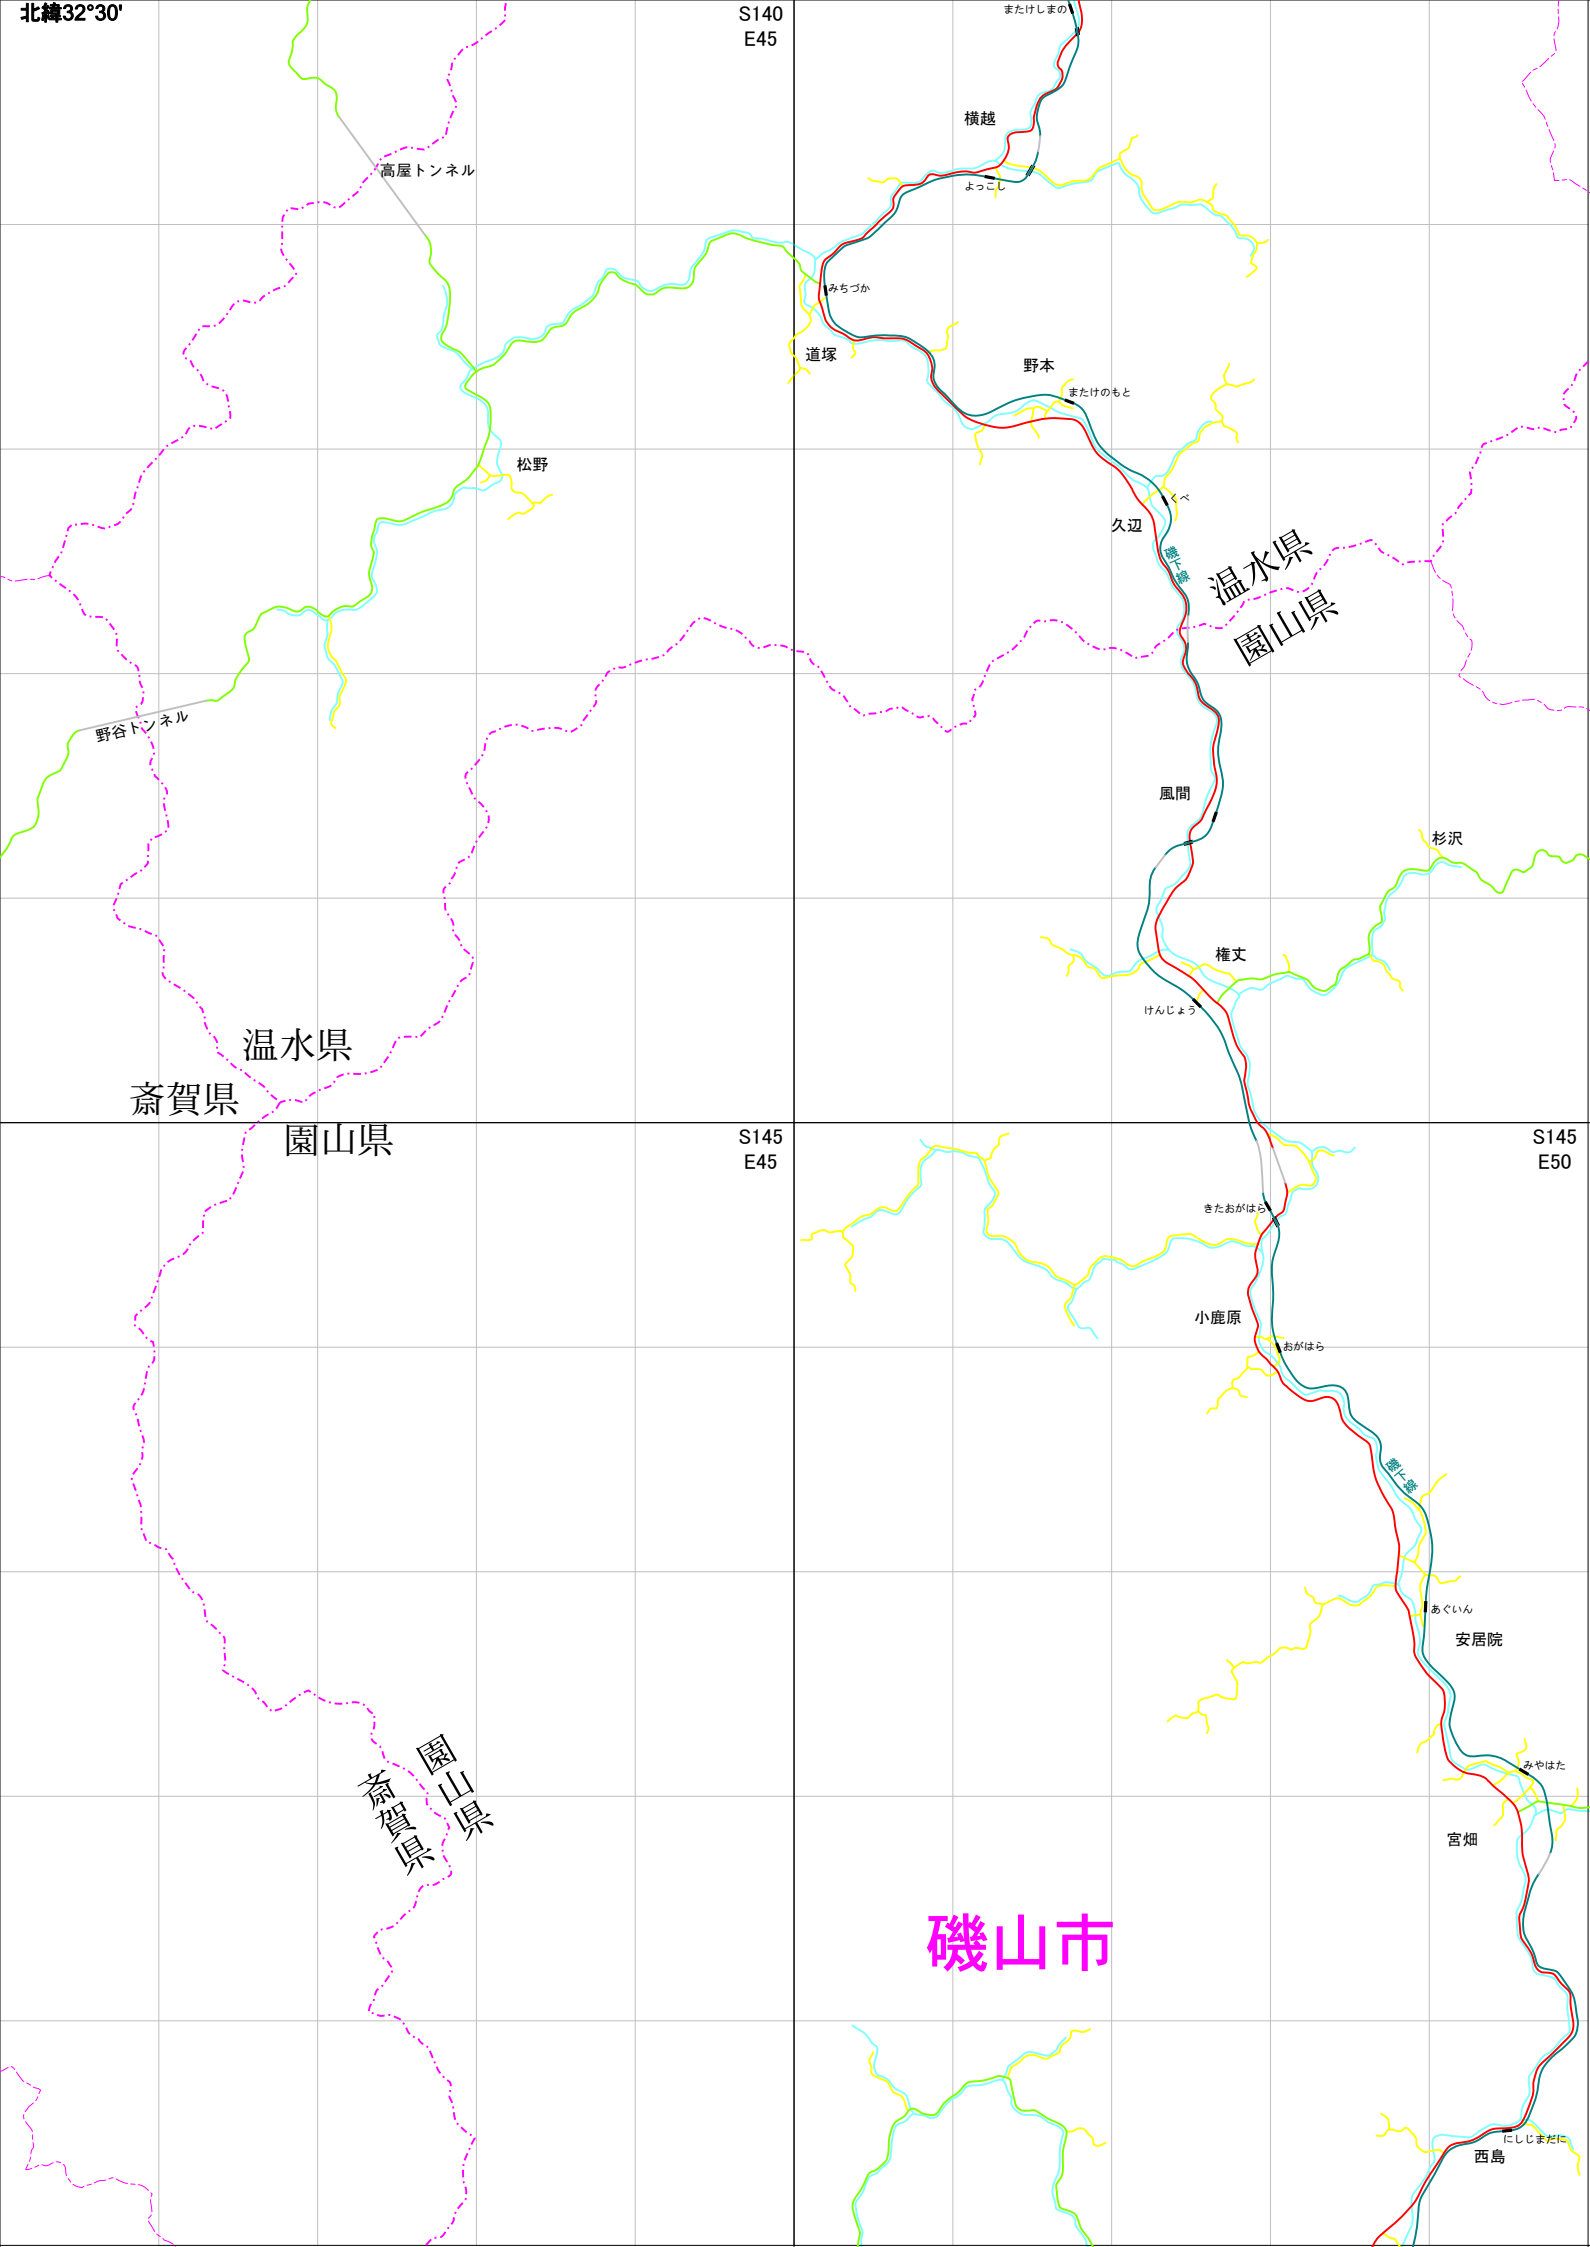 北緯32°30'
S140
E45
またけしまの
横越
高屋トンネル
よっこし
みちづか
道塚
野本
またけのもと
松野
くべ
久辺
磯下線
温水県
園山県
野谷トンネル
風間
杉沢
権丈
けんじょう
温水県
斎賀県
園山県
S145
E45
S145
E50
きたおがはら
小鹿原
おがはら
磯下線
あぐいん
安居院
園山県
斎賀県
みやはた
宮畑
磯山市
にしじまだに
西島